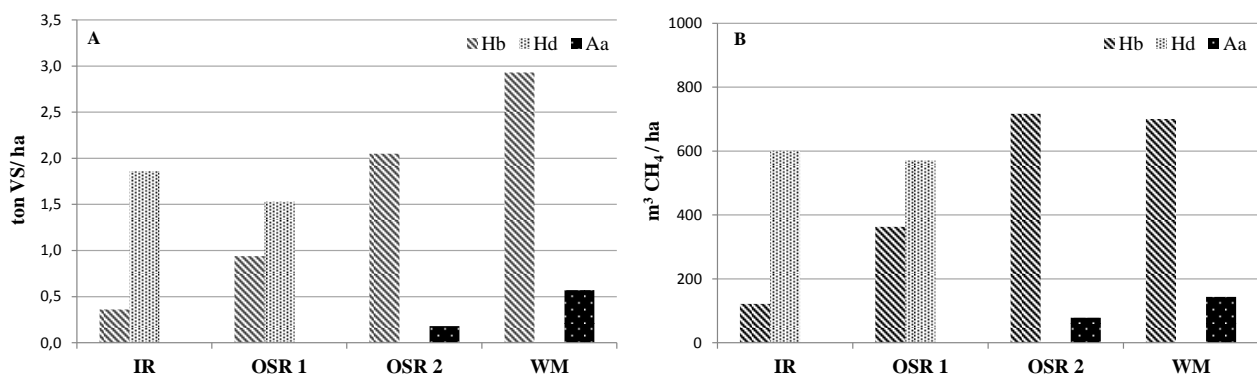 A
Hb Hd Aa
ton VS/ ha
3,5
3,0
2,5
2,0
1,5
1,0
0,5
0,0
IR OSR 1 OSR 2 WM
B
Hb Hd Aa
m³ CH₄ / ha
1000
800
600
400
200
0
IR OSR 1 OSR 2 WM